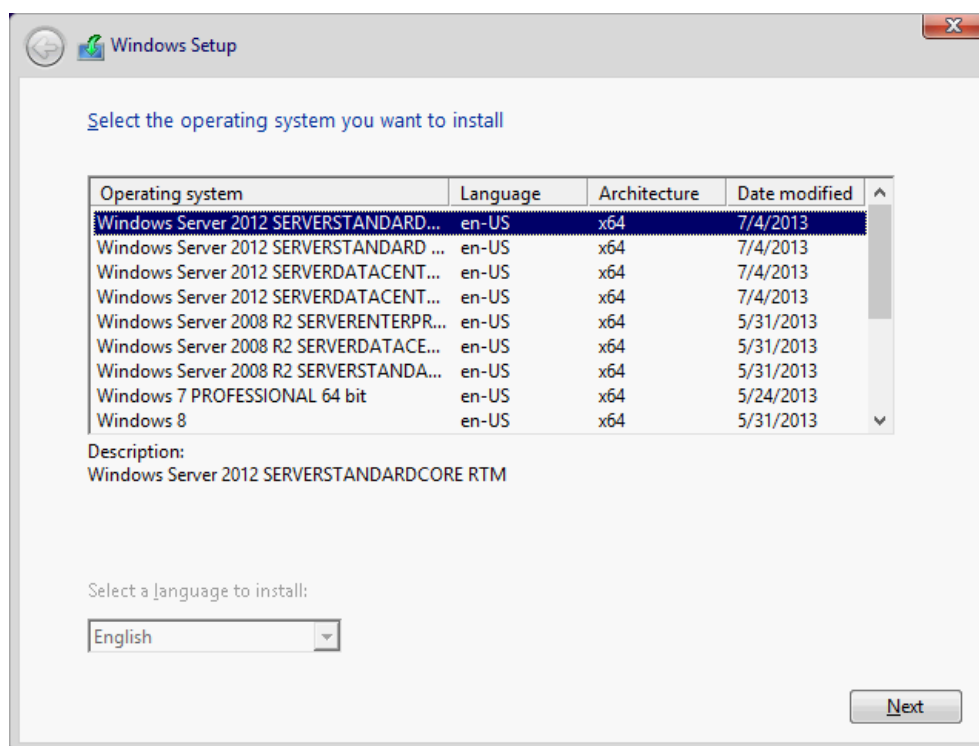 Windows Setup
Select the operating system you want to install
Operating system Language Architecture Date modified
Windows Server 2012 SERVERSTANDARD... en-US x64 7/4/2013
Windows Server 2012 SERVERSTANDARD ... en-US x64 7/4/2013
Windows Server 2012 SERVERDATACENT... en-US x64 7/4/2013
Windows Server 2012 SERVERDATACENT... en-US x64 7/4/2013
Windows Server 2008 R2 SERVERENTERPR... en-US x64 5/31/2013
Windows Server 2008 R2 SERVERDATACE... en-US x64 5/31/2013
Windows Server 2008 R2 SERVERSTANDA... en-US x64 5/31/2013
Windows 7 PROFESSIONAL 64 bit en-US x64 5/24/2013
Windows 8 en-US x64 5/31/2013
Description:
Windows Server 2012 SERVERSTANDARDCORE RTM
Select a language to install:
English
Next